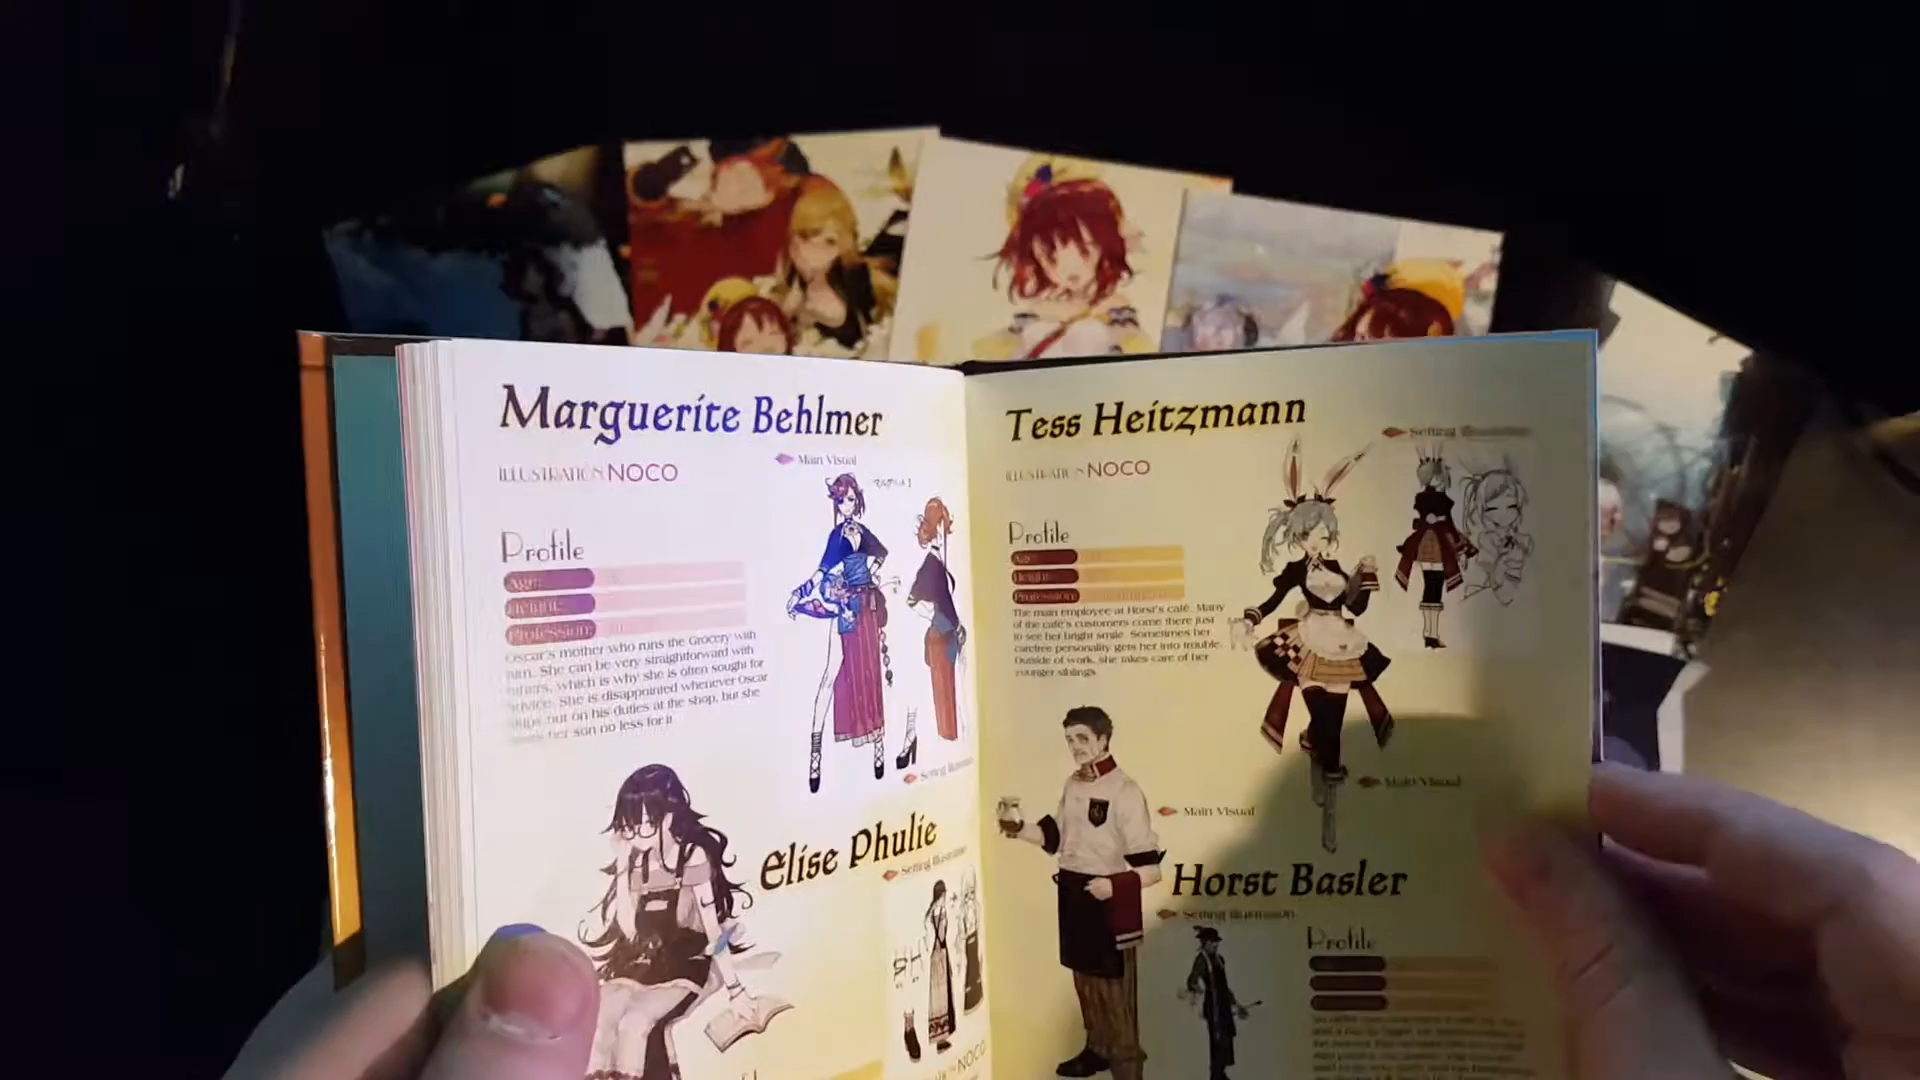 Marguerite Behlmer
ILLUSTRATION NOCO
Main Visual
Profile
Age:
Height:
Profession:
Oscar's mother who runs the Grocery with
him. She can be very straightforward with
others, which is why she is often sought for
advice. She is disappointed whenever Oscar
out on his duties at the shop, but she
her son no less for it
Setting
Elise Phulie
Setting Illustration
NOCO
Tess Heitzmann
ILLUSTRATION NOCO
Setting Illustration
Profile
Age:
Height:
Profession:
The main employee at Horst's café. Many
of the café's customers come there just
to see her bright smile. Sometimes her
carefree personality gets her into trouble.
Outside of work, she takes care of her
younger siblings.
Main Visual
Main Visual
Horst Basler
Setting Illustration
Profile